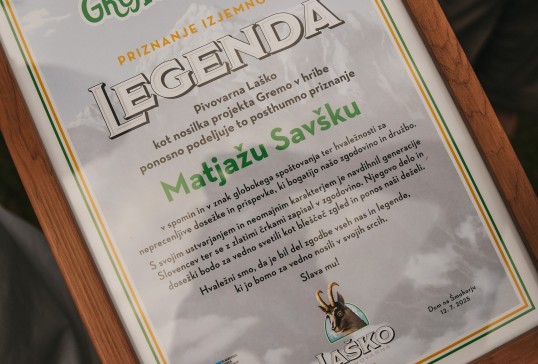 PRIZNANJE IZJEMNO
LEGENDA
Pivovarna Laško
kot nosilka projekta Gremo v hribe
ponosno podeljuje to posthumno priznanje
Matjažu Savšku
v spomin in v znak globokega spoštovanja ter hvaležnosti za
neprecenljive dosežke in prispevke, ki bogatijo našo zgodovino in družbo.
S svojim ustvarjanjem in neomajnim karakterjem je navdihnil generacije
Slovencev ter se z zlatimi črkami zapisal v zgodovino. Njegovo delo in
dosežki bodo za vedno svetili kot bleščeč zgled in ponos naši deželi.
Hvaležni smo, da je bil del zgodbe vseh nas in legende,
ki jo bomo za vedno nosili v svojih srcih.
Slava mu!
Dom na Šmohorju
12. 7. 2025
LAŠKO